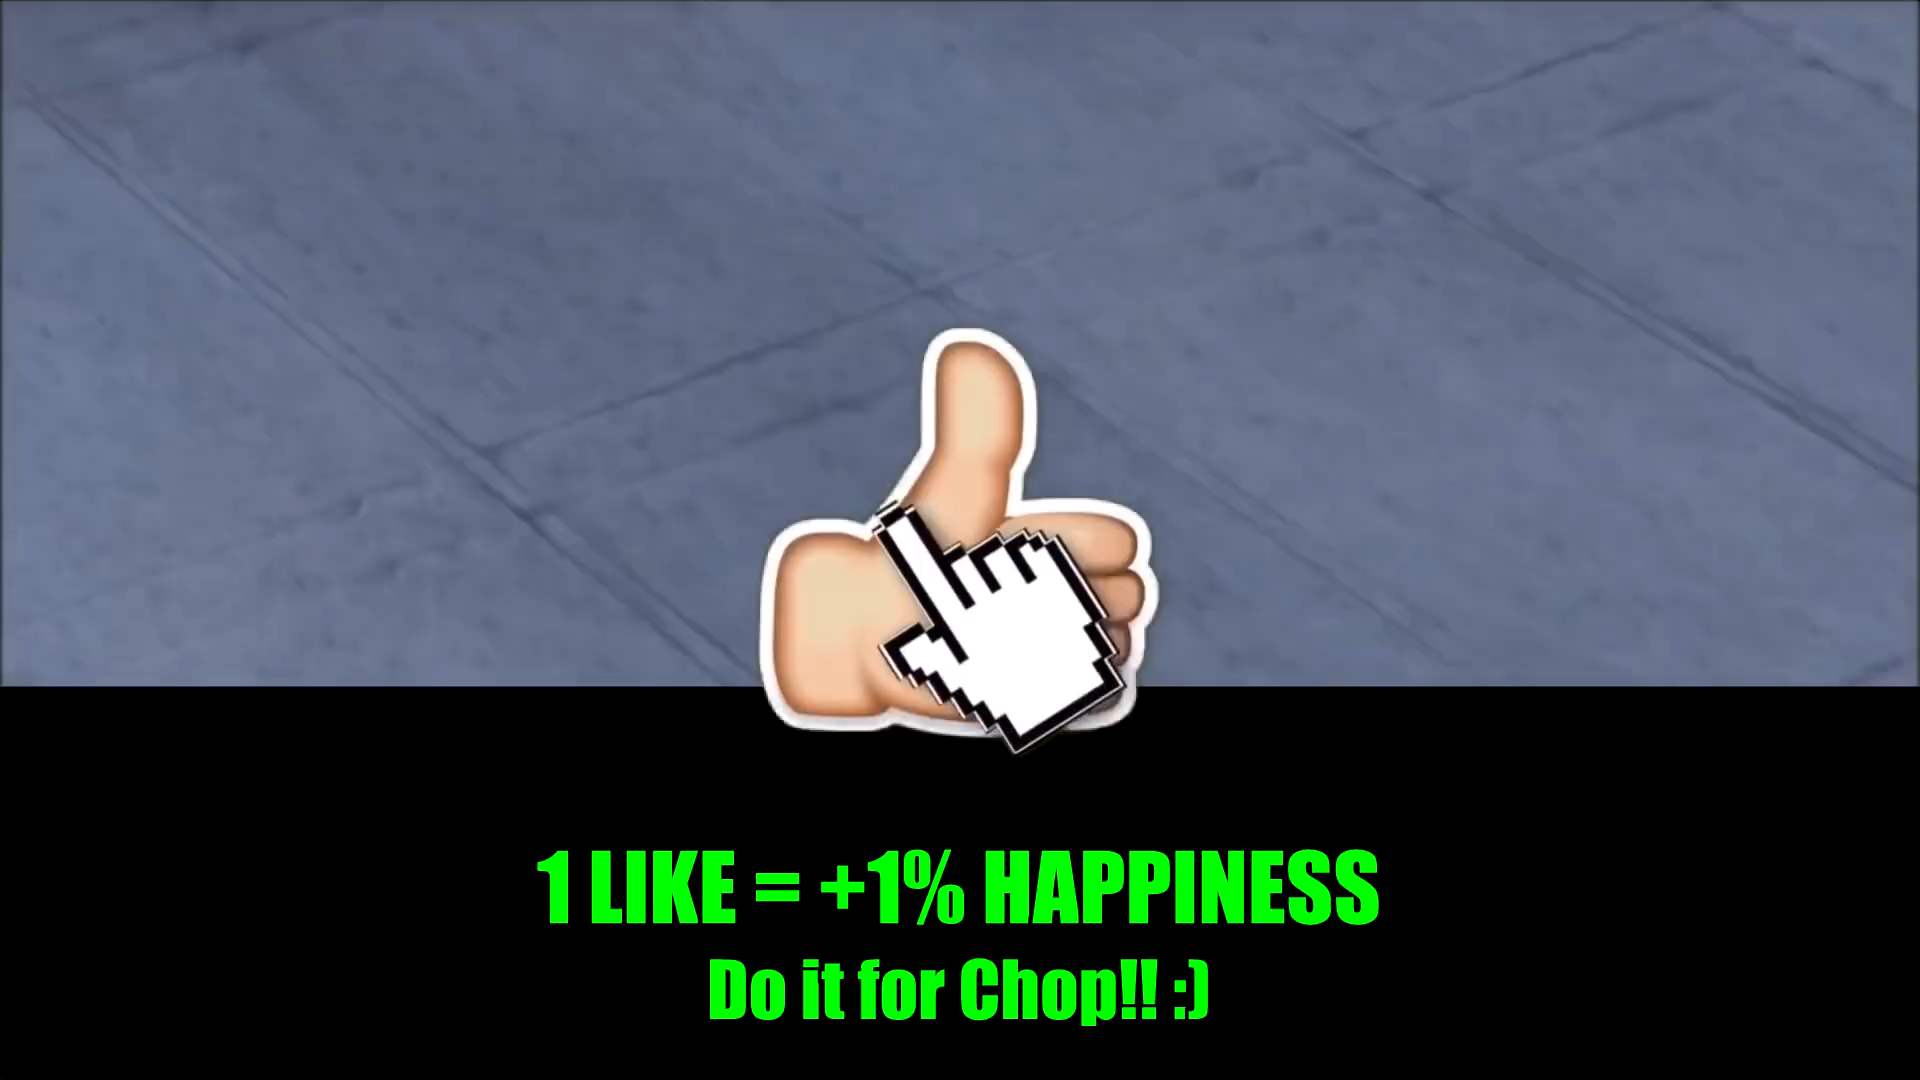 1 LIKE = +1% HAPPINESS
Do it for Chop!! :)